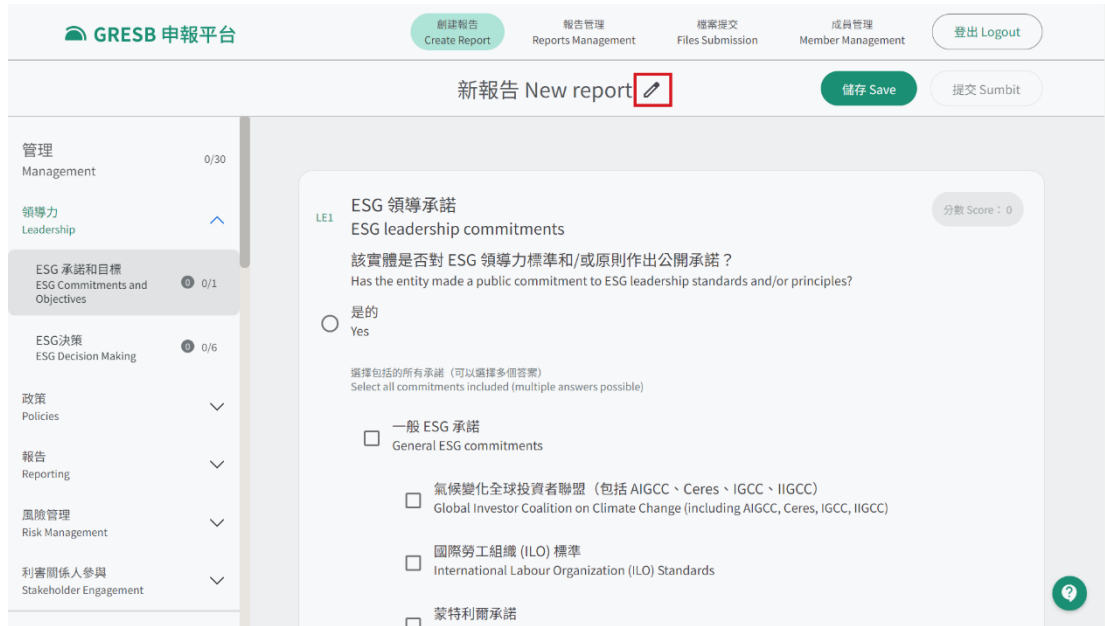 GRESB 申報平台
創建報告
Create Report
報告管理
Reports Management
檔案提交
Files Submission
成員管理
Member Management
登出 Logout
新報告 New report
儲存 Save
提交 Sumbit
管理
Management
0/30
領導力
Leadership
ESG 承諾和目標
ESG Commitments and
Objectives
0 0/1
ESG決策
ESG Decision Making
0 0/6
政策
Policies
報告
Reporting
風險管理
Risk Management
利害關係人參與
Stakeholder Engagement
LE1
ESG 領導承諾
ESG leadership commitments
分數 Score： 0
該實體是否對 ESG 領導力標準和/或原則作出公開承諾？
Has the entity made a public commitment to ESG leadership standards and/or principles?
是的
Yes
選擇包括的所有承諾（可以選擇多個答案）
Select all commitments included (multiple answers possible)
一般 ESG 承諾
General ESG commitments
氣候變化全球投資者聯盟（包括 AIGCC、Ceres、IGCC、IIGCC）
Global Investor Coalition on Climate Change (including AIGCC, Ceres, IGCC, IIGCC)
國際勞工組織 (ILO) 標準
International Labour Organization (ILO) Standards
蒙特利爾承諾